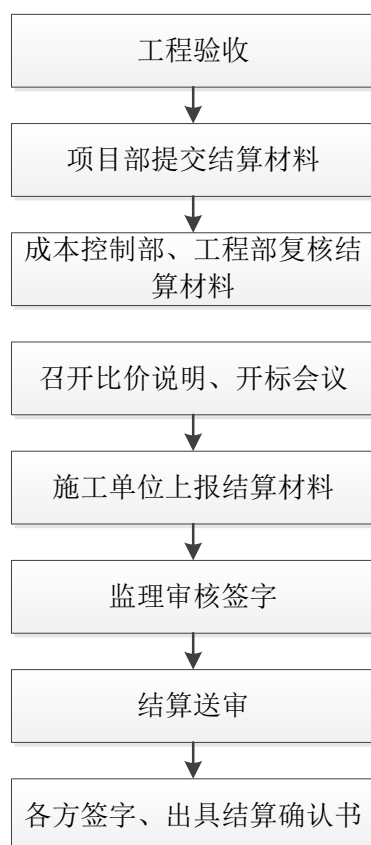 工程验收
项目部提交结算材料
成本控制部、工程部复核结
算材料
召开比价说明、开标会议
施工单位上报结算材料
监理审核签字
结算送审
各方签字、出具结算确认书